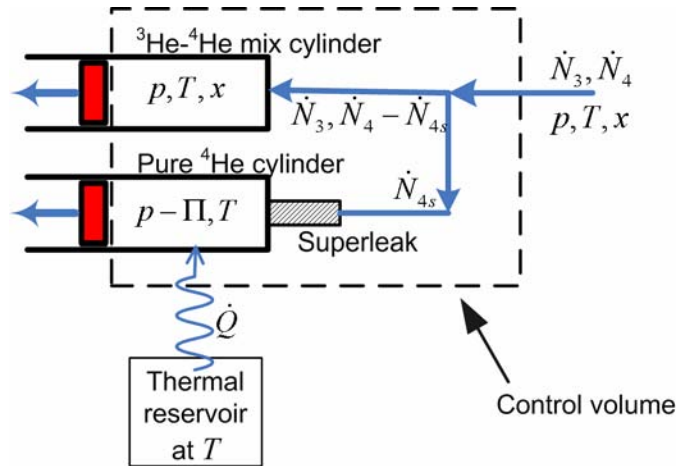 ³He-⁴He mix cylinder
p, T, x
Ṅ₃, Ṅ₄
p, T, x
Ṅ₃, Ṅ₄ − Ṅ₄ₛ
Pure ⁴He cylinder
p − Π, T
Ṅ₄ₛ
Superleak
Q̇
Thermal
reservoir
at T
Control volume